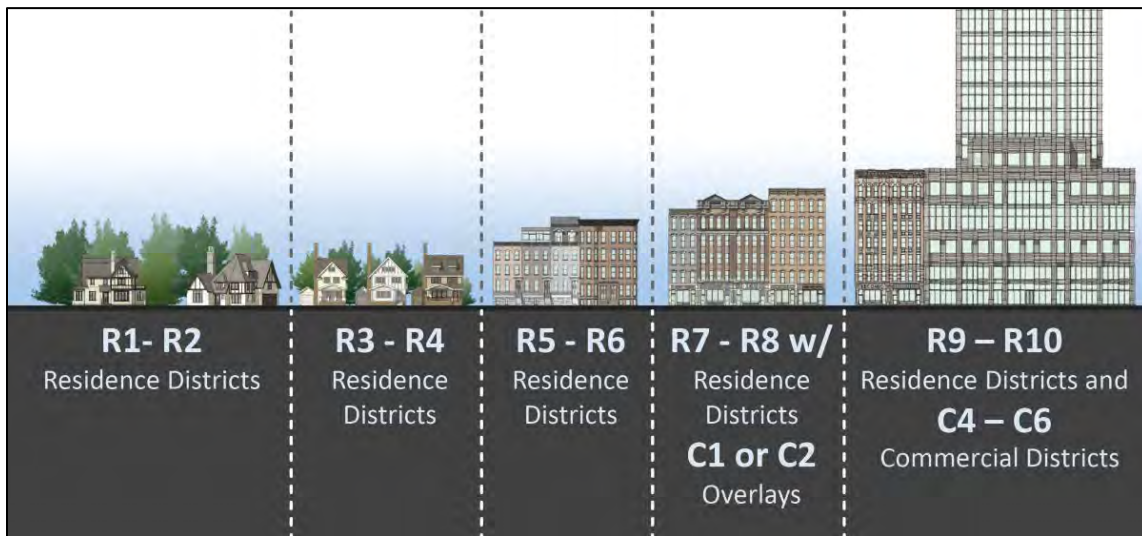 R1- R2
Residence Districts
R3 - R4
Residence
Districts
R5 - R6
Residence
Districts
R7 - R8 w/
Residence
Districts
C1 or C2
Overlays
R9 – R10
Residence Districts and
C4 – C6
Commercial Districts